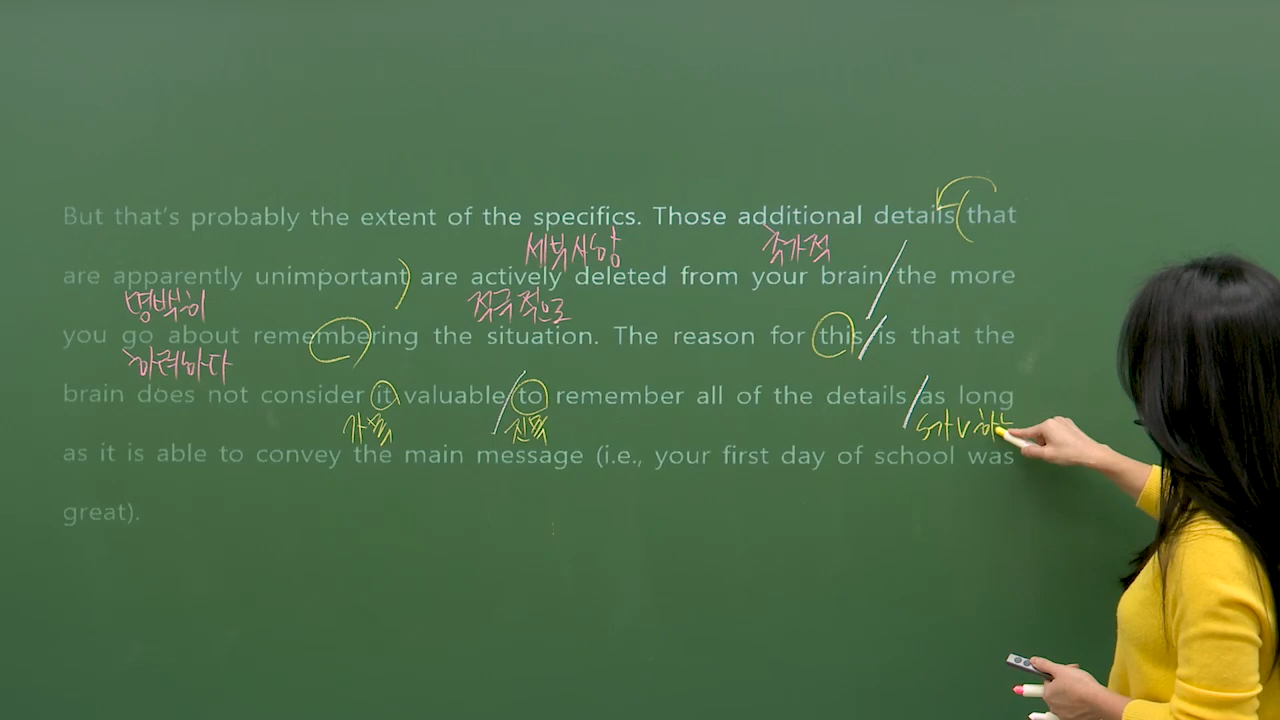 But that's probably the extent of the specifics. Those additional details (that
세부사항 추가적
are apparently unimportant) are actively deleted from your brain / the more
명백히 적극적으로
you go about remembering the situation. The reason for this / is that the
하려하다
brain does not consider it valuable / to remember all of the details / as long
가목 진목 S가 V 하는
as it is able to convey the main message (i.e., your first day of school was
great).